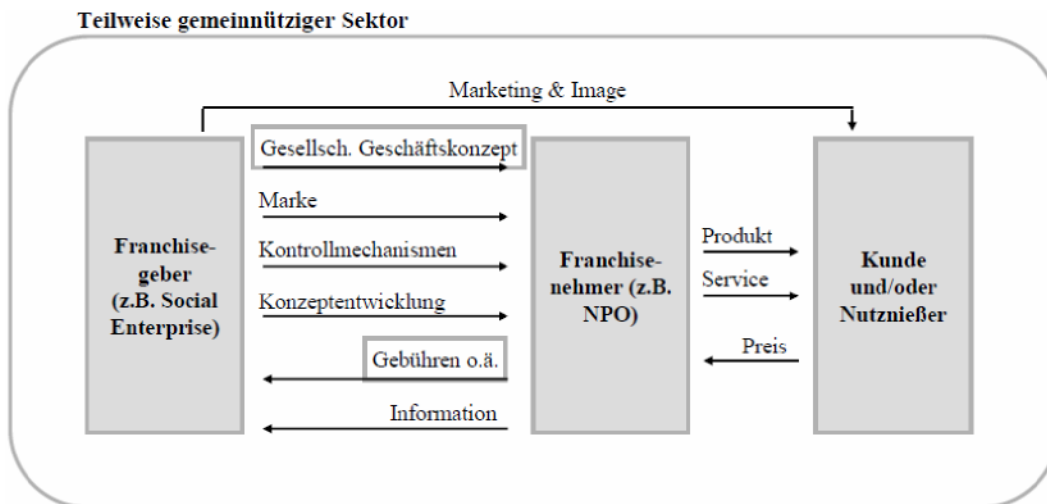 Teilweise gemeinnütziger Sektor
Marketing & Image
Gesellsch. Geschäftskonzept
Marke
Kontrollmechanismen
Konzeptentwicklung
Gebühren o.ä.
Information
Franchise-
geber
(z.B. Social
Enterprise)
Franchise-
nehmer (z.B.
NPO)
Produkt
Service
Preis
Kunde
und/oder
Nutznießer